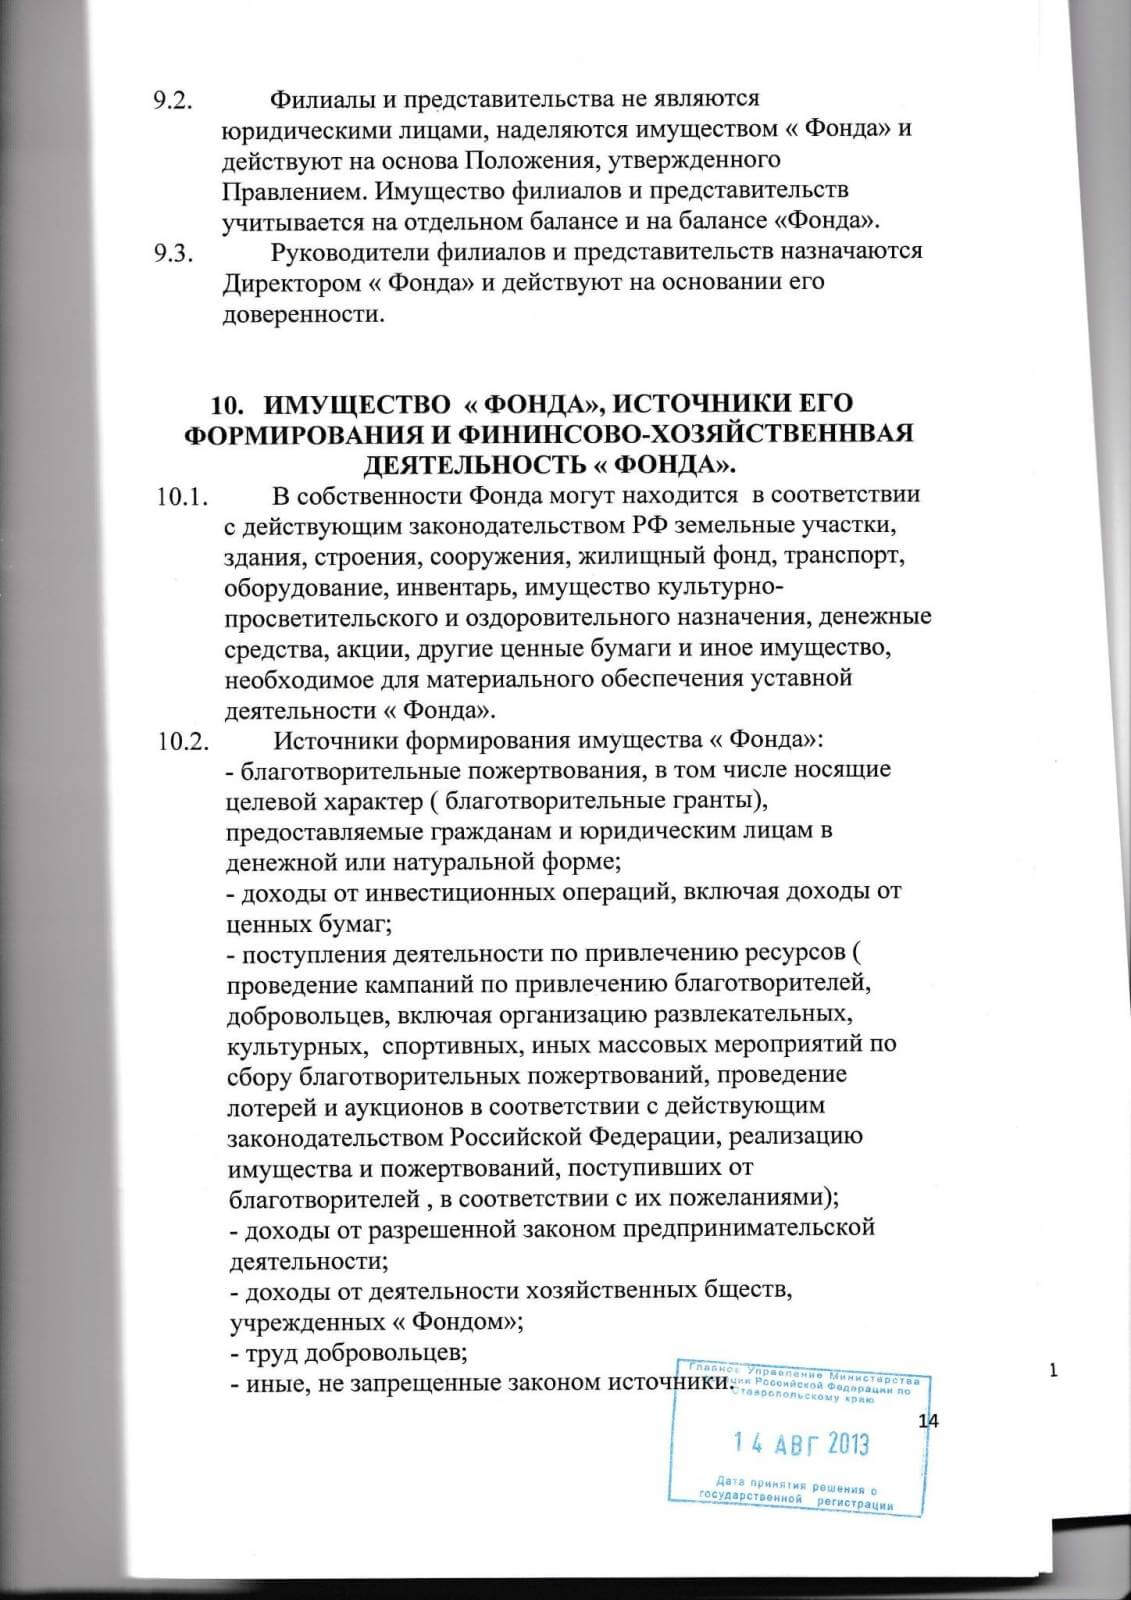 9.2. Филиалы и представительства не являются
юридическими лицами, наделяются имуществом « Фонда» и
действуют на основа Положения, утвержденного
Правлением. Имущество филиалов и представительств
учитывается на отдельном балансе и на балансе «Фонда».
9.3. Руководители филиалов и представительств назначаются
Директором « Фонда» и действуют на основании его
доверенности.
10. ИМУЩЕСТВО « ФОНДА», ИСТОЧНИКИ ЕГО
ФОРМИРОВАНИЯ И ФИНИНСОВО-ХОЗЯЙСТВЕННВАЯ
ДЕЯТЕЛЬНОСТЬ « ФОНДА».
10.1. В собственности Фонда могут находится в соответствии
с действующим законодательством РФ земельные участки,
здания, строения, сооружения, жилищный фонд, транспорт,
оборудование, инвентарь, имущество культурно-
просветительского и оздоровительного назначения, денежные
средства, акции, другие ценные бумаги и иное имущество,
необходимое для материального обеспечения уставной
деятельности « Фонда».
10.2. Источники формирования имущества « Фонда»:
- благотворительные пожертвования, в том числе носящие
целевой характер ( благотворительные гранты),
предоставляемые гражданам и юридическим лицам в
денежной или натуральной форме;
- доходы от инвестиционных операций, включая доходы от
ценных бумаг;
- поступления деятельности по привлечению ресурсов (
проведение кампаний по привлечению благотворителей,
добровольцев, включая организацию развлекательных,
культурных, спортивных, иных массовых мероприятий по
сбору благотворительных пожертвований, проведение
лотерей и аукционов в соответствии с действующим
законодательством Российской Федерации, реализацию
имущества и пожертвований, поступивших от
благотворителей , в соответствии с их пожеланиями);
- доходы от разрешенной законом предпринимательской
деятельности;
- доходы от деятельности хозяйственных бществ,
учрежденных « Фондом»;
- труд добровольцев;
- иные, не запрещенные законом источники.
1
14
Главное Управление Министерства
юстиции Российской Федерации по
Ставропольскому краю
14 АВГ 2013
Дата принятия решения о
государственной регистрации